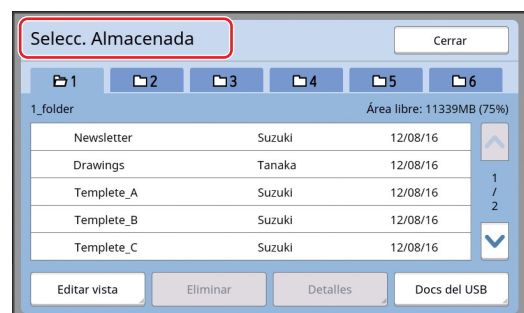 Selecc. Almacenada
Cerrar
1 2 3 4 5 6
1_folder Área libre: 11339MB (75%)
Newsletter Suzuki 12/08/16
Drawings Tanaka 12/08/16
Templete_A Suzuki 12/08/16
Templete_B Suzuki 12/08/16
Templete_C Suzuki 12/08/16
1
/
2
Editar vista Eliminar Detalles Docs del USB